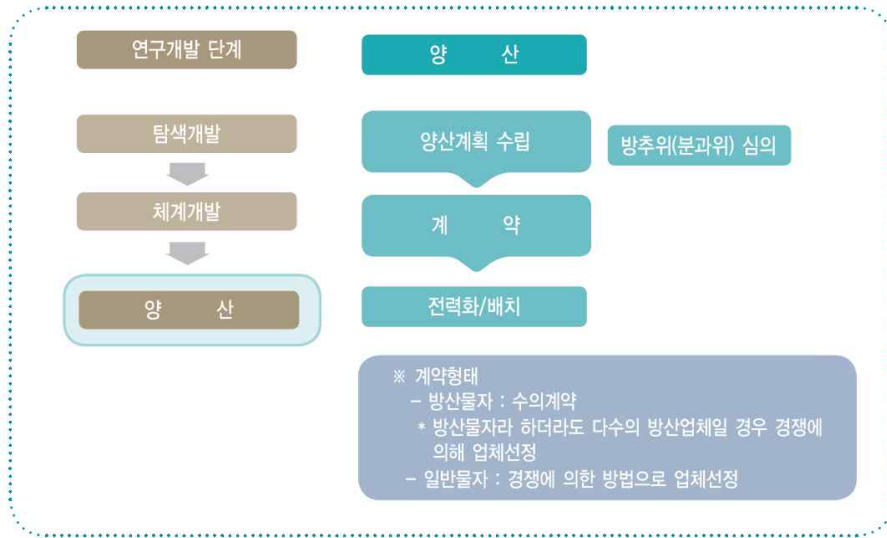 연구개발 단계
탐색개발
체계개발
양 산
양 산
양산계획 수립
방추위(분과위) 심의
계 약
전력화/배치
※ 계약형태
– 방산물자 : 수의계약
* 방산물자라 하더라도 다수의 방산업체일 경우 경쟁에
의해 업체선정
– 일반물자 : 경쟁에 의한 방법으로 업체선정